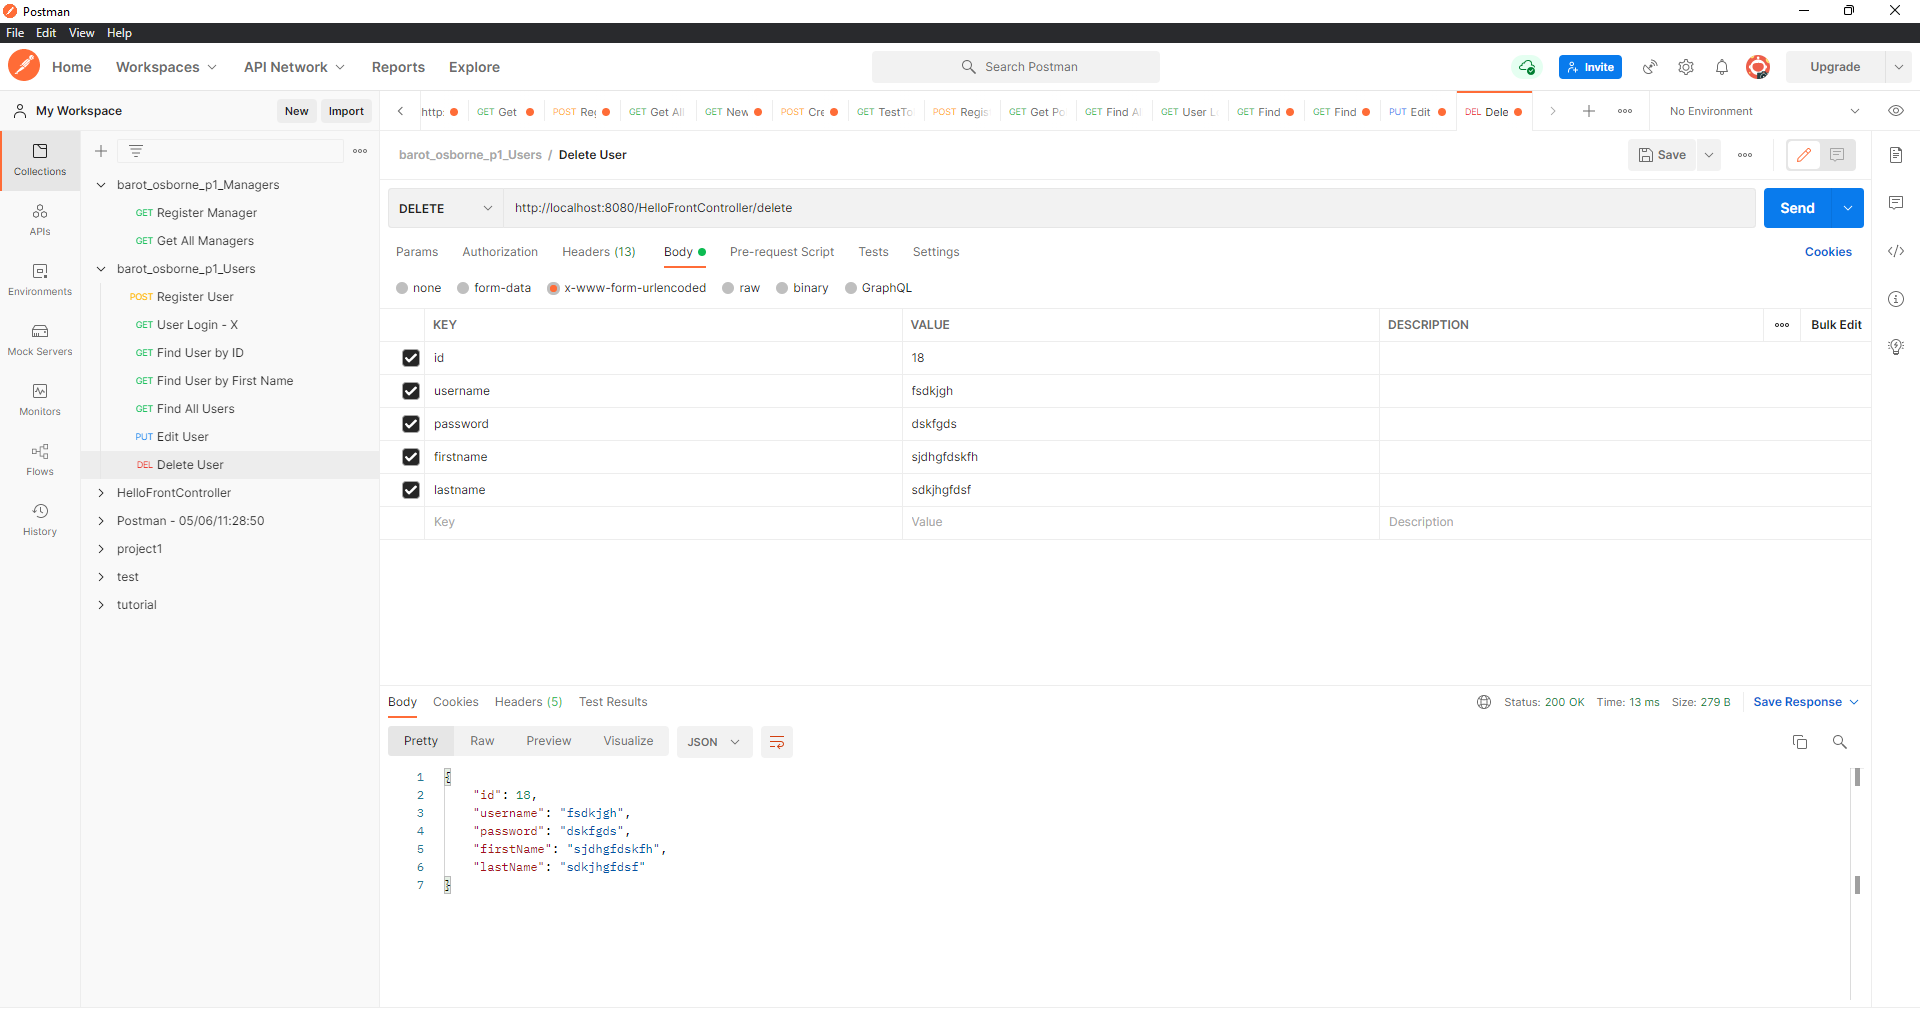 Postman
File Edit View Help
Home Workspaces API Network Reports Explore Search Postman Invite Upgrade
My Workspace New Import
http: GET Get POST Reg GET Get All GET New POST Cre GET TestTo POST Regis GET Get Po GET Find Al GET User L GET Find GET Find PUT Edit DEL Dele No Environment
Collections
APIs
Environments
Mock Servers
Monitors
Flows
History
barot_osborne_p1_Managers
GET Register Manager
GET Get All Managers
barot_osborne_p1_Users
POST Register User
GET User Login - X
GET Find User by ID
GET Find User by First Name
GET Find All Users
PUT Edit User
DEL Delete User
HelloFrontController
Postman - 05/06/11:28:50
project1
test
tutorial
barot_osborne_p1_Users / Delete User Save
DELETE http://localhost:8080/HelloFrontController/delete Send
Params Authorization Headers (13) Body Pre-request Script Tests Settings Cookies
none form-data x-www-form-urlencoded raw binary GraphQL
KEY VALUE DESCRIPTION Bulk Edit
id 18
username fsdkjgh
password dskfgds
firstname sjdhgfdskfh
lastname sdkjhgfdsf
Key Value Description
Body Cookies Headers (5) Test Results Status: 200 OK Time: 13 ms Size: 279 B Save Response
Pretty Raw Preview Visualize JSON
1 {
2 "id": 18,
3 "username": "fsdkjgh",
4 "password": "dskfgds",
5 "firstName": "sjdhgfdskfh",
6 "lastName": "sdkjhgfdsf"
7 }